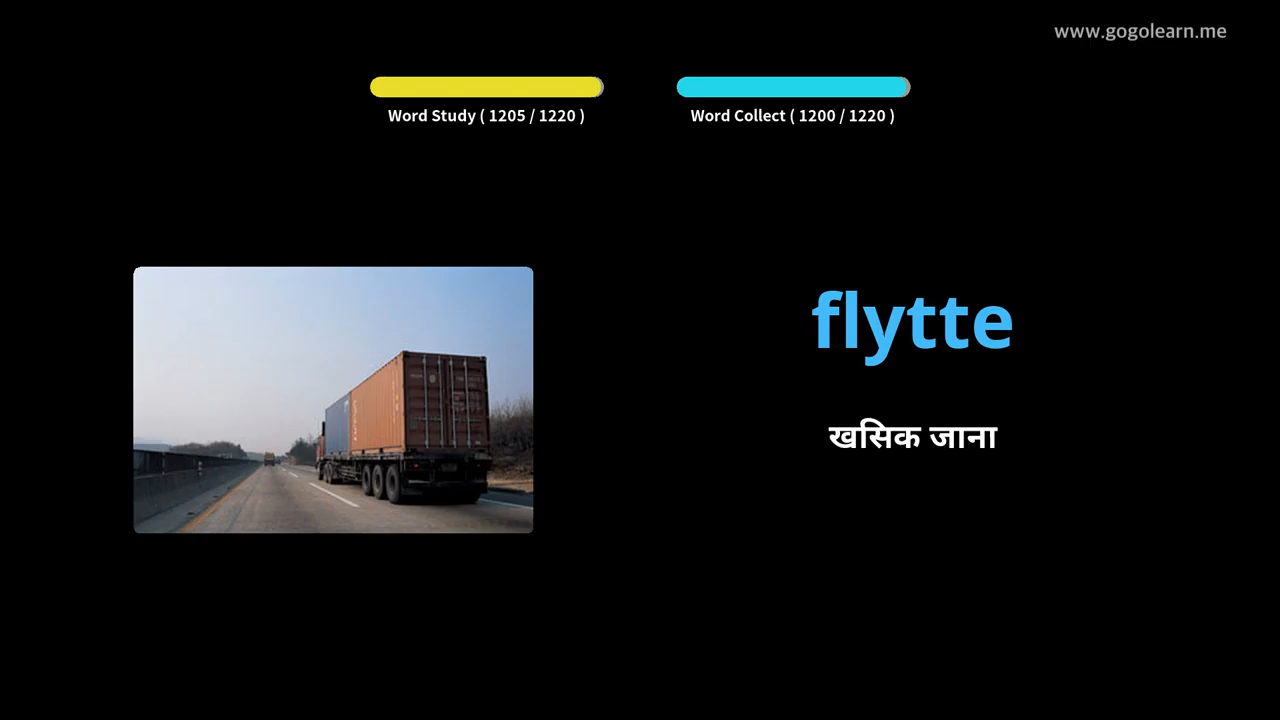 www.gogolearn.me
Word Study ( 1205 / 1220 )
Word Collect ( 1200 / 1220 )
flytte
खसिक जाना